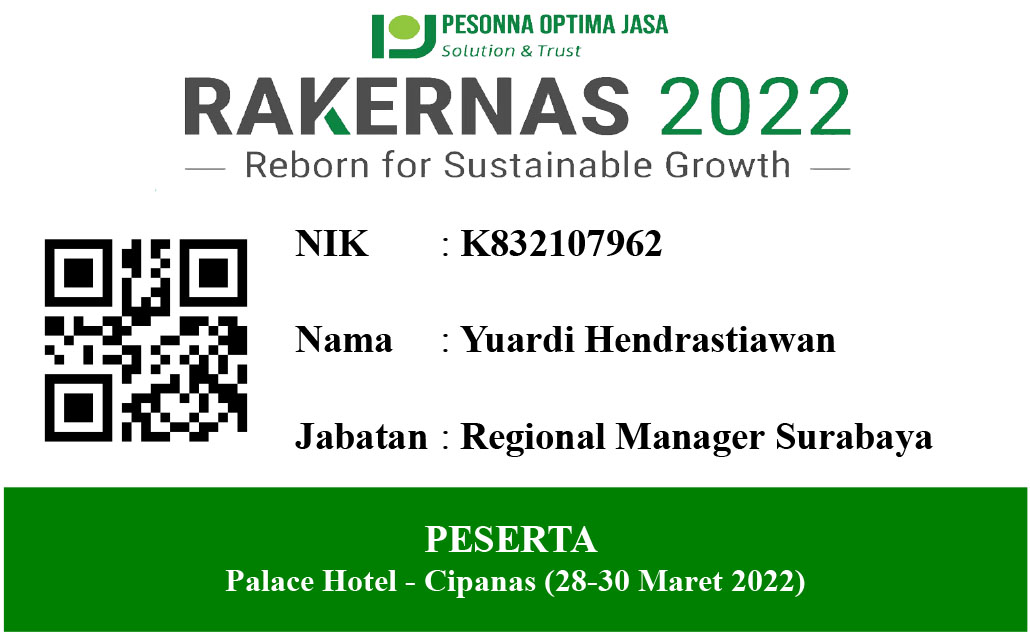 PESONNA OPTIMA JASA
Solution & Trust
RAKERNAS 2022
Reborn for Sustainable Growth
NIK : K832107962
Nama : Yuardi Hendrastiawan
Jabatan : Regional Manager Surabaya
PESERTA
Palace Hotel - Cipanas (28-30 Maret 2022)